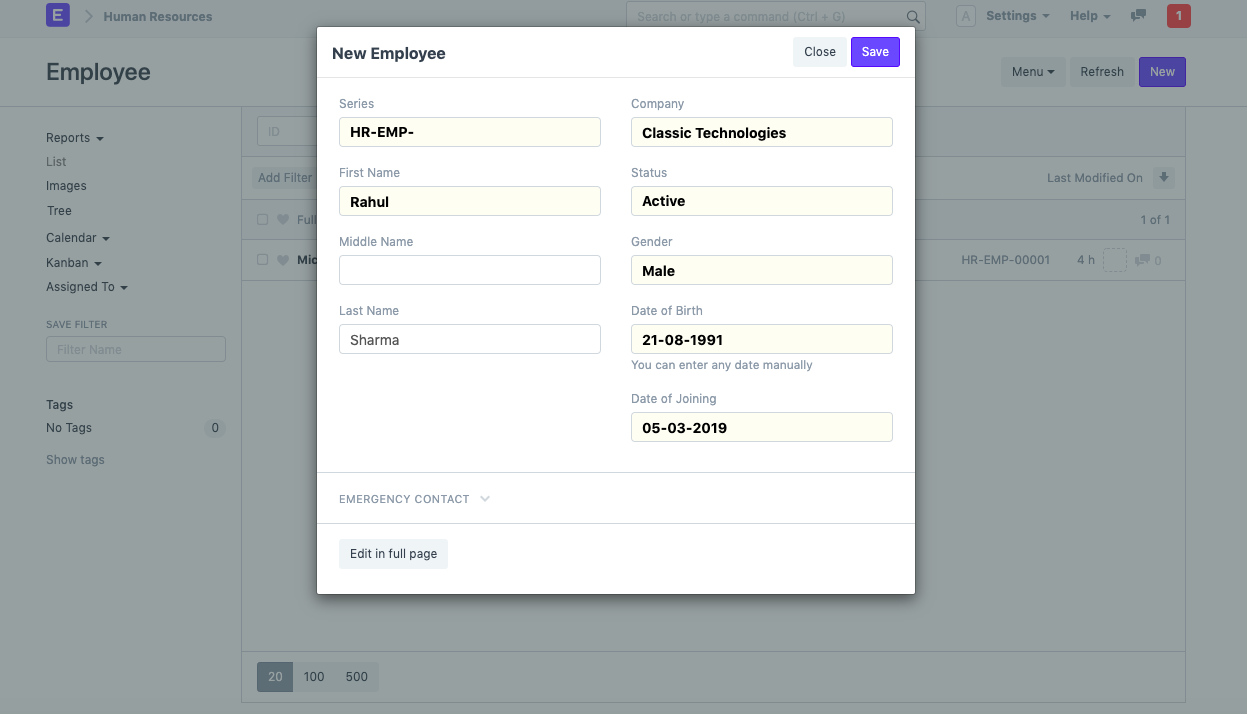 E
Human Resources
Search or type a command (Ctrl + G)
A
Settings
Help
1
Employee
Menu
Refresh
New
New Employee
Close
Save
Series
HR-EMP-
First Name
Rahul
Middle Name
Last Name
Sharma
Company
Classic Technologies
Status
Active
Gender
Male
Date of Birth
21-08-1991
You can enter any date manually
Date of Joining
05-03-2019
EMERGENCY CONTACT
Edit in full page
Reports
List
Images
Tree
Calendar
Kanban
Assigned To
SAVE FILTER
Filter Name
Tags
No Tags
0
Show tags
ID
Add Filter
Last Modified On
Full
1 of 1
Mic
HR-EMP-00001
4 h
0
20
100
500